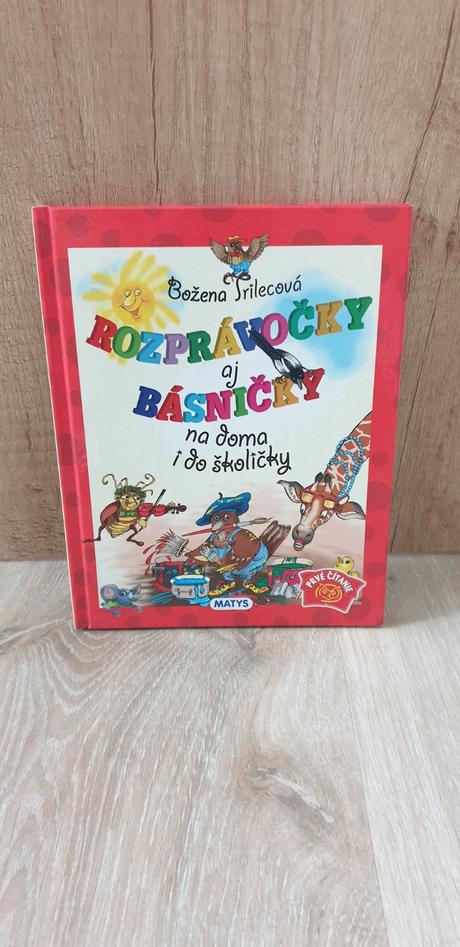 Božena Trilecová
ROZPRÁVOČKY
aj
BÁSNIČKY
na doma
i do školičky
MATYS
PRVÉ ČÍTANIE